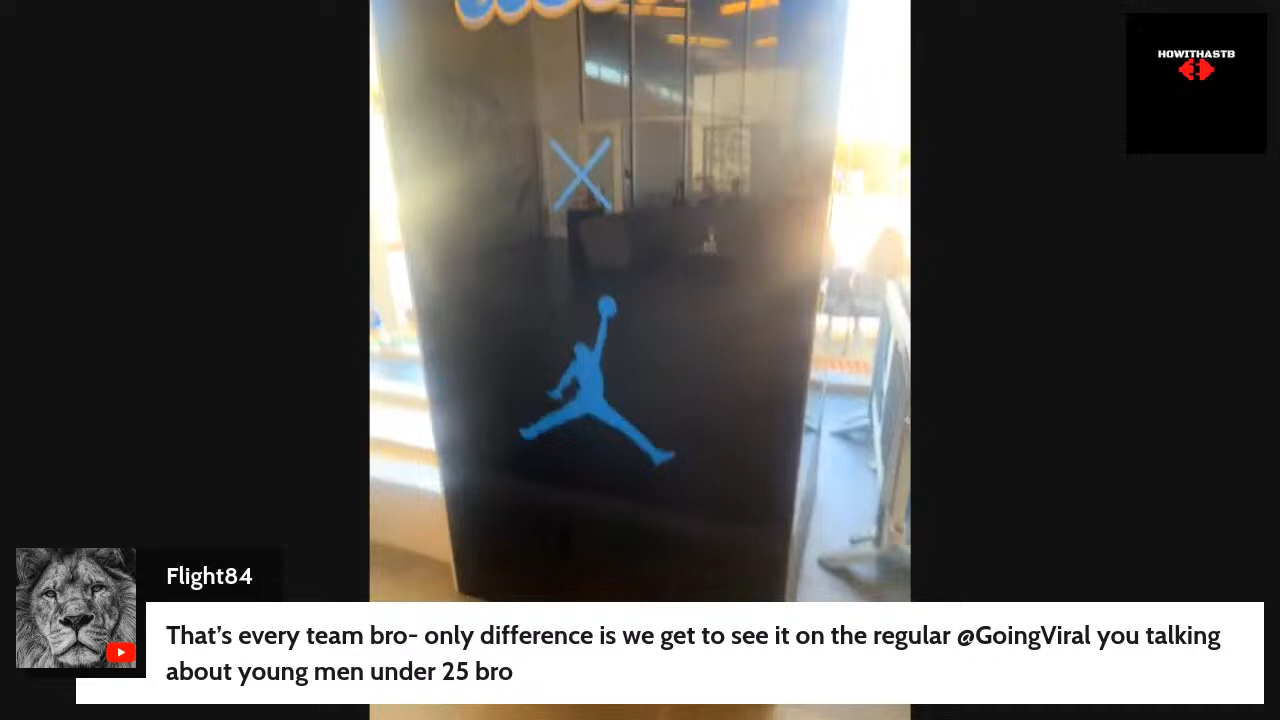 HOWITHASTB
Flight84
That's every team bro- only difference is we get to see it on the regular @GoingViral you talking
about young men under 25 bro